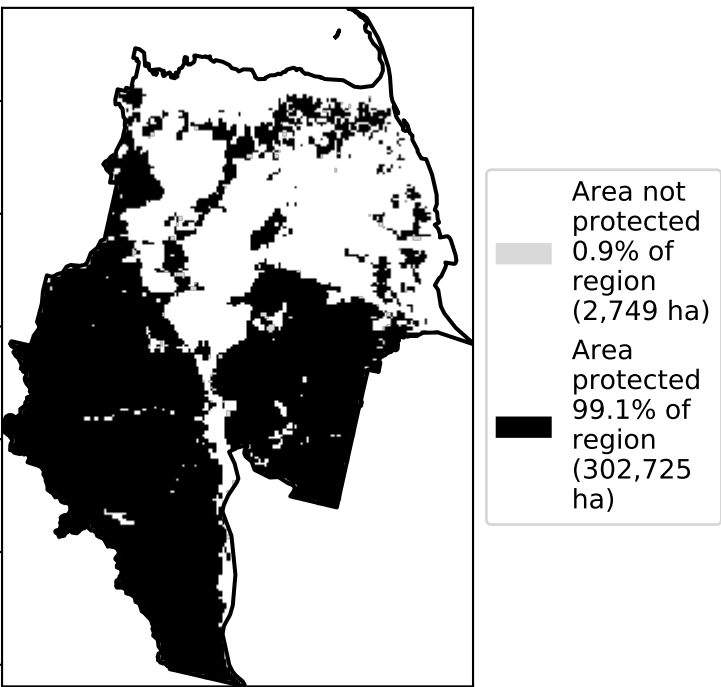 Area not
protected
0.9% of
region
(2,749 ha)
Area
protected
99.1% of
region
(302,725
ha)